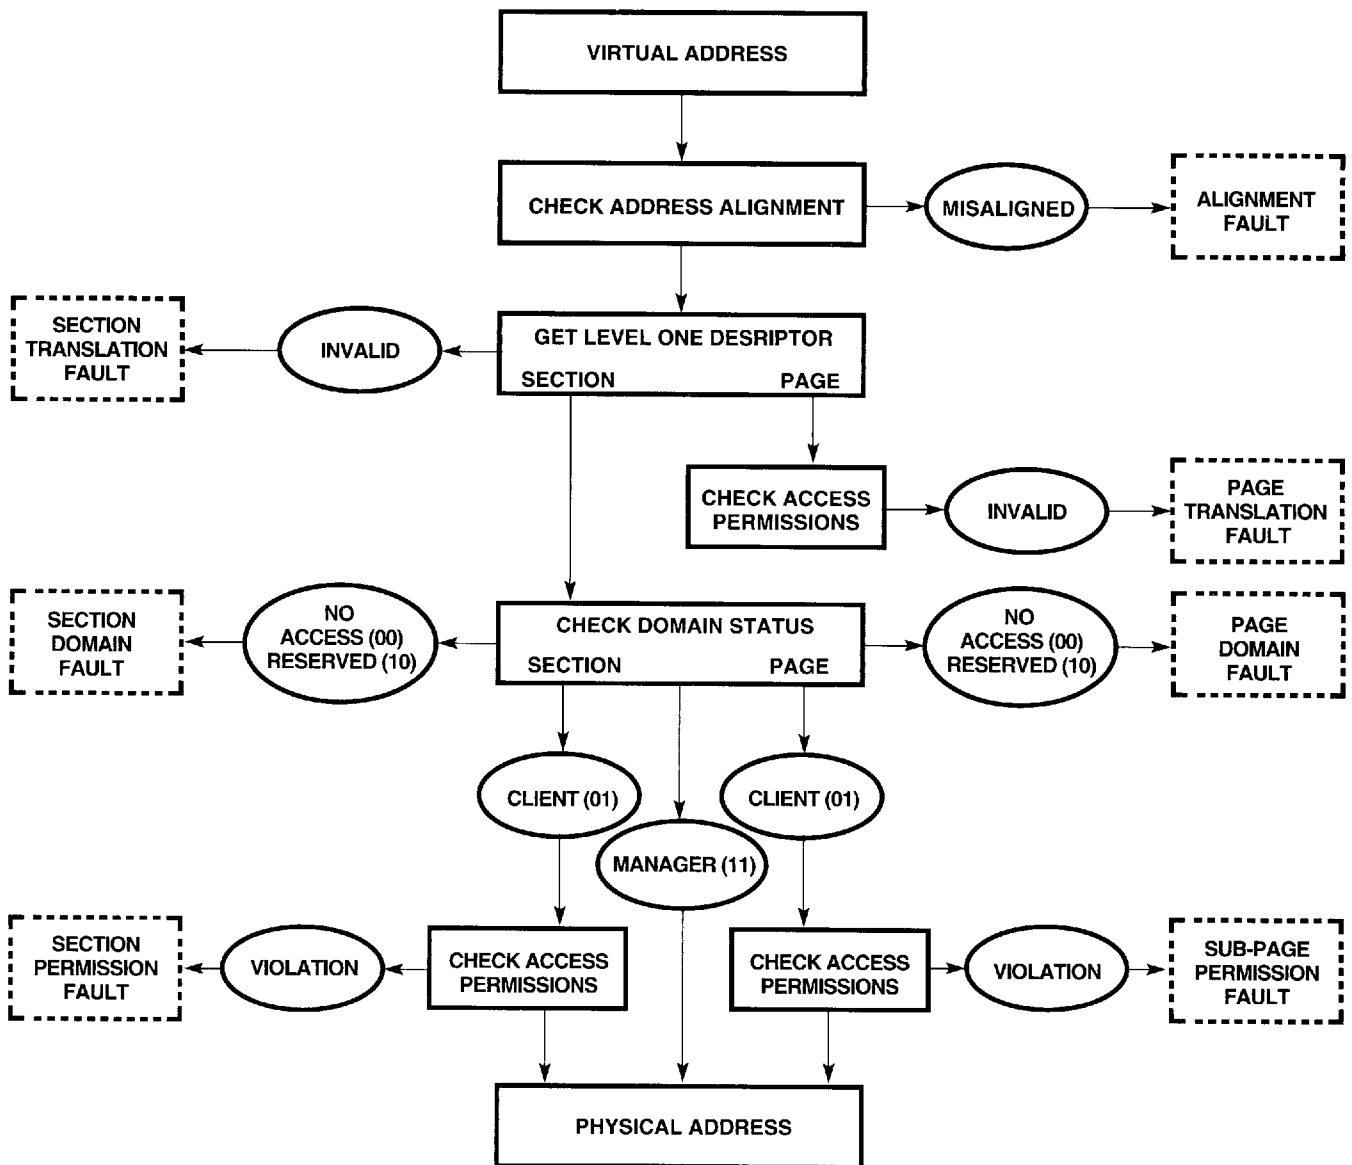 VIRTUAL ADDRESS
CHECK ADDRESS ALIGNMENT
MISALIGNED
ALIGNMENT
FAULT
SECTION
TRANSLATION
FAULT
INVALID
GET LEVEL ONE DESRIPTOR
SECTION PAGE
CHECK ACCESS
PERMISSIONS
INVALID
PAGE
TRANSLATION
FAULT
SECTION
DOMAIN
FAULT
NO
ACCESS (00)
RESERVED (10)
CHECK DOMAIN STATUS
SECTION PAGE
NO
ACCESS (00)
RESERVED (10)
PAGE
DOMAIN
FAULT
CLIENT (01)
CLIENT (01)
MANAGER (11)
SECTION
PERMISSION
FAULT
VIOLATION
CHECK ACCESS
PERMISSIONS
CHECK ACCESS
PERMISSIONS
VIOLATION
SUB-PAGE
PERMISSION
FAULT
PHYSICAL ADDRESS